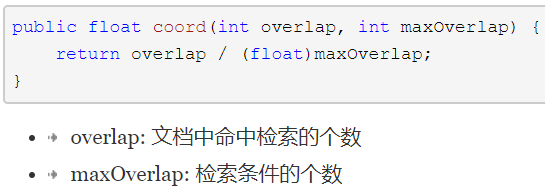 public float coord(int overlap, int maxOverlap) {
    return overlap / (float)maxOverlap;
}
overlap: 文档中命中检索的个数
maxOverlap: 检索条件的个数